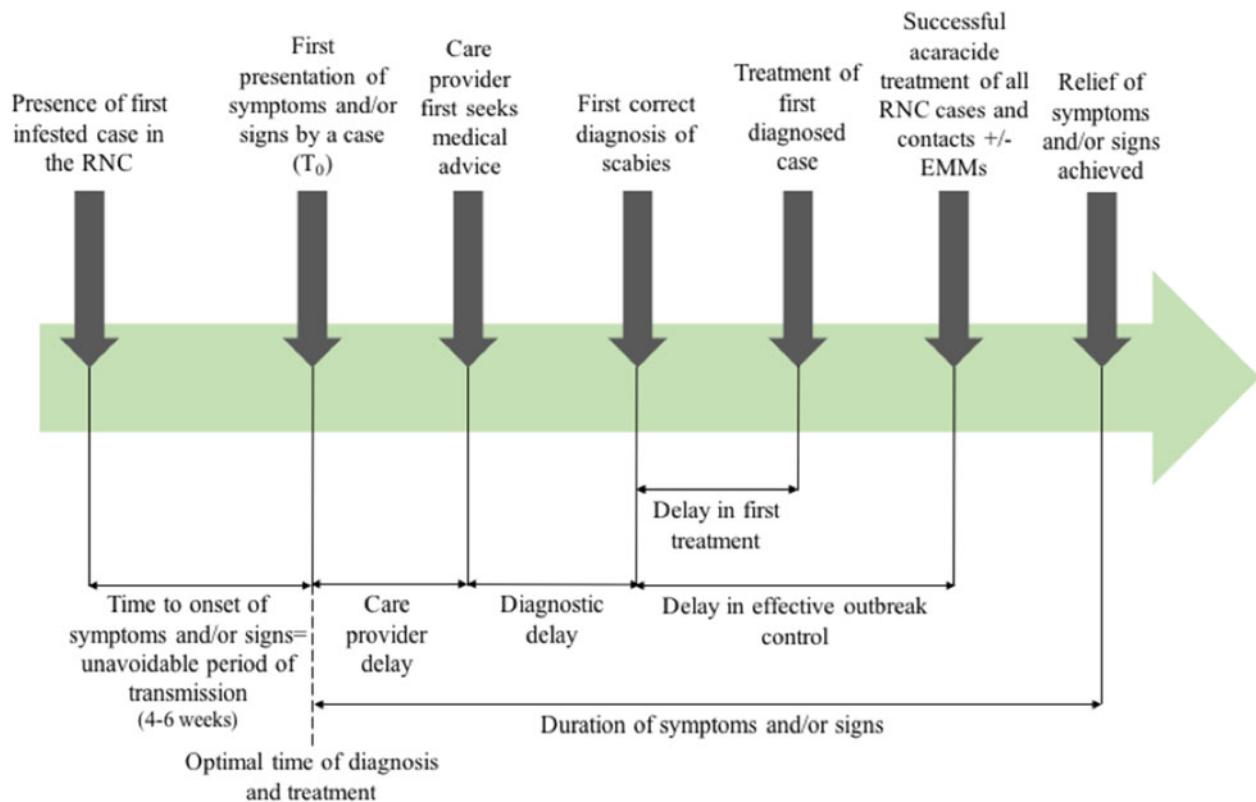 Presence of first
infested case in
the RNC
First
presentation of
symptoms and/or
signs by a case
(T₀)
Care
provider
first seeks
medical
advice
First correct
diagnosis of
scabies
Treatment of
first
diagnosed
case
Successful
acaracide
treatment of all
RNC cases and
contacts +/-
EMMs
Relief of
symptoms
and/or signs
achieved
Delay in first
treatment
Time to onset of
symptoms and/or signs=
unavoidable period of
transmission
(4-6 weeks)
Care
provider
delay
Diagnostic
delay
Delay in effective outbreak
control
Duration of symptoms and/or signs
Optimal time of diagnosis
and treatment